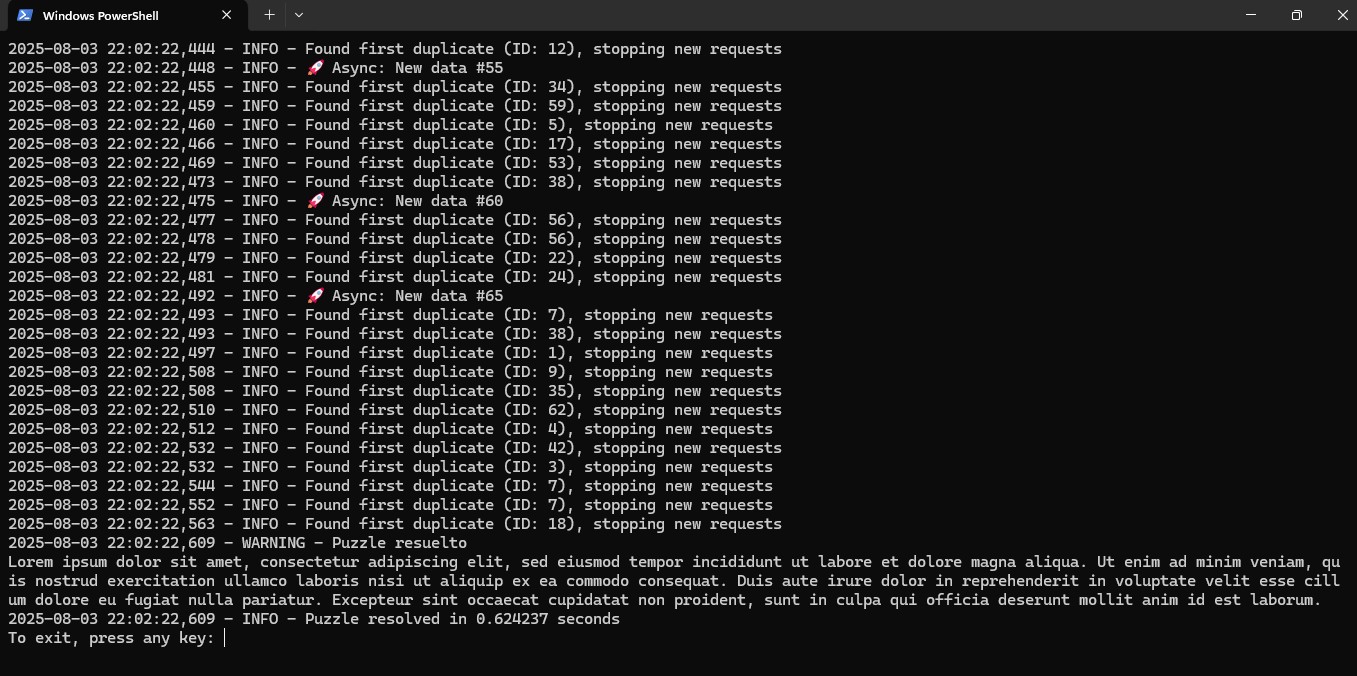 Windows PowerShell
2025-08-03 22:02:22,444 - INFO - Found first duplicate (ID: 12), stopping new requests
2025-08-03 22:02:22,448 - INFO - 🚀 Async: New data #55
2025-08-03 22:02:22,455 - INFO - Found first duplicate (ID: 34), stopping new requests
2025-08-03 22:02:22,459 - INFO - Found first duplicate (ID: 59), stopping new requests
2025-08-03 22:02:22,460 - INFO - Found first duplicate (ID: 5), stopping new requests
2025-08-03 22:02:22,466 - INFO - Found first duplicate (ID: 17), stopping new requests
2025-08-03 22:02:22,469 - INFO - Found first duplicate (ID: 53), stopping new requests
2025-08-03 22:02:22,473 - INFO - Found first duplicate (ID: 38), stopping new requests
2025-08-03 22:02:22,475 - INFO - 🚀 Async: New data #60
2025-08-03 22:02:22,477 - INFO - Found first duplicate (ID: 56), stopping new requests
2025-08-03 22:02:22,478 - INFO - Found first duplicate (ID: 56), stopping new requests
2025-08-03 22:02:22,479 - INFO - Found first duplicate (ID: 22), stopping new requests
2025-08-03 22:02:22,481 - INFO - Found first duplicate (ID: 24), stopping new requests
2025-08-03 22:02:22,492 - INFO - 🚀 Async: New data #65
2025-08-03 22:02:22,493 - INFO - Found first duplicate (ID: 7), stopping new requests
2025-08-03 22:02:22,493 - INFO - Found first duplicate (ID: 38), stopping new requests
2025-08-03 22:02:22,497 - INFO - Found first duplicate (ID: 1), stopping new requests
2025-08-03 22:02:22,508 - INFO - Found first duplicate (ID: 9), stopping new requests
2025-08-03 22:02:22,508 - INFO - Found first duplicate (ID: 35), stopping new requests
2025-08-03 22:02:22,510 - INFO - Found first duplicate (ID: 62), stopping new requests
2025-08-03 22:02:22,512 - INFO - Found first duplicate (ID: 4), stopping new requests
2025-08-03 22:02:22,532 - INFO - Found first duplicate (ID: 42), stopping new requests
2025-08-03 22:02:22,532 - INFO - Found first duplicate (ID: 3), stopping new requests
2025-08-03 22:02:22,544 - INFO - Found first duplicate (ID: 7), stopping new requests
2025-08-03 22:02:22,552 - INFO - Found first duplicate (ID: 7), stopping new requests
2025-08-03 22:02:22,563 - INFO - Found first duplicate (ID: 18), stopping new requests
2025-08-03 22:02:22,609 - WARNING - Puzzle resuelto
Lorem ipsum dolor sit amet, consectetur adipiscing elit, sed eiusmod tempor incididunt ut labore et dolore magna aliqua. Ut enim ad minim veniam, qu
is nostrud exercitation ullamco laboris nisi ut aliquip ex ea commodo consequat. Duis aute irure dolor in reprehenderit in voluptate velit esse cill
um dolore eu fugiat nulla pariatur. Excepteur sint occaecat cupidatat non proident, sunt in culpa qui officia deserunt mollit anim id est laborum.
2025-08-03 22:02:22,609 - INFO - Puzzle resolved in 0.624237 seconds
To exit, press any key: